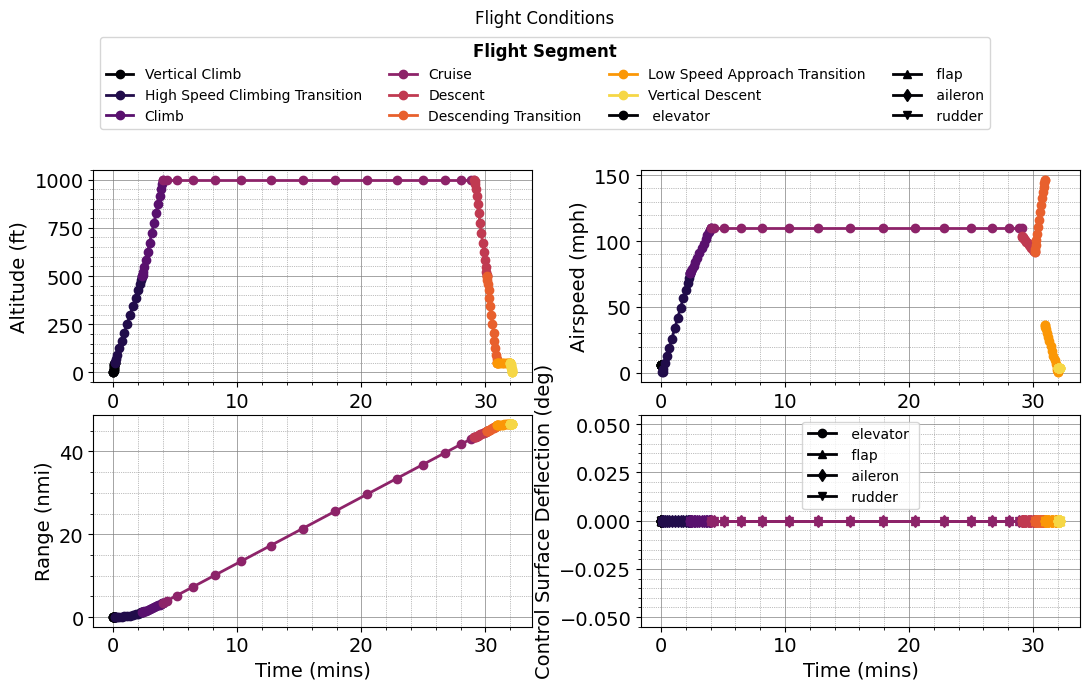 Flight Conditions
Flight Segment
Vertical Climb
High Speed Climbing Transition
Climb
Cruise
Descent
Descending Transition
Low Speed Approach Transition
Vertical Descent
elevator
flap
aileron
rudder
Altitude (ft)
1000
750
500
250
0
0 10 20 30
Airspeed (mph)
150
100
50
0
0 10 20 30
Range (nmi)
40
20
0
0 10 20 30
Time (mins)
Control Surface Deflection (deg)
0.050
0.025
0.000
−0.025
−0.050
elevator
flap
aileron
rudder
0 10 20 30
Time (mins)